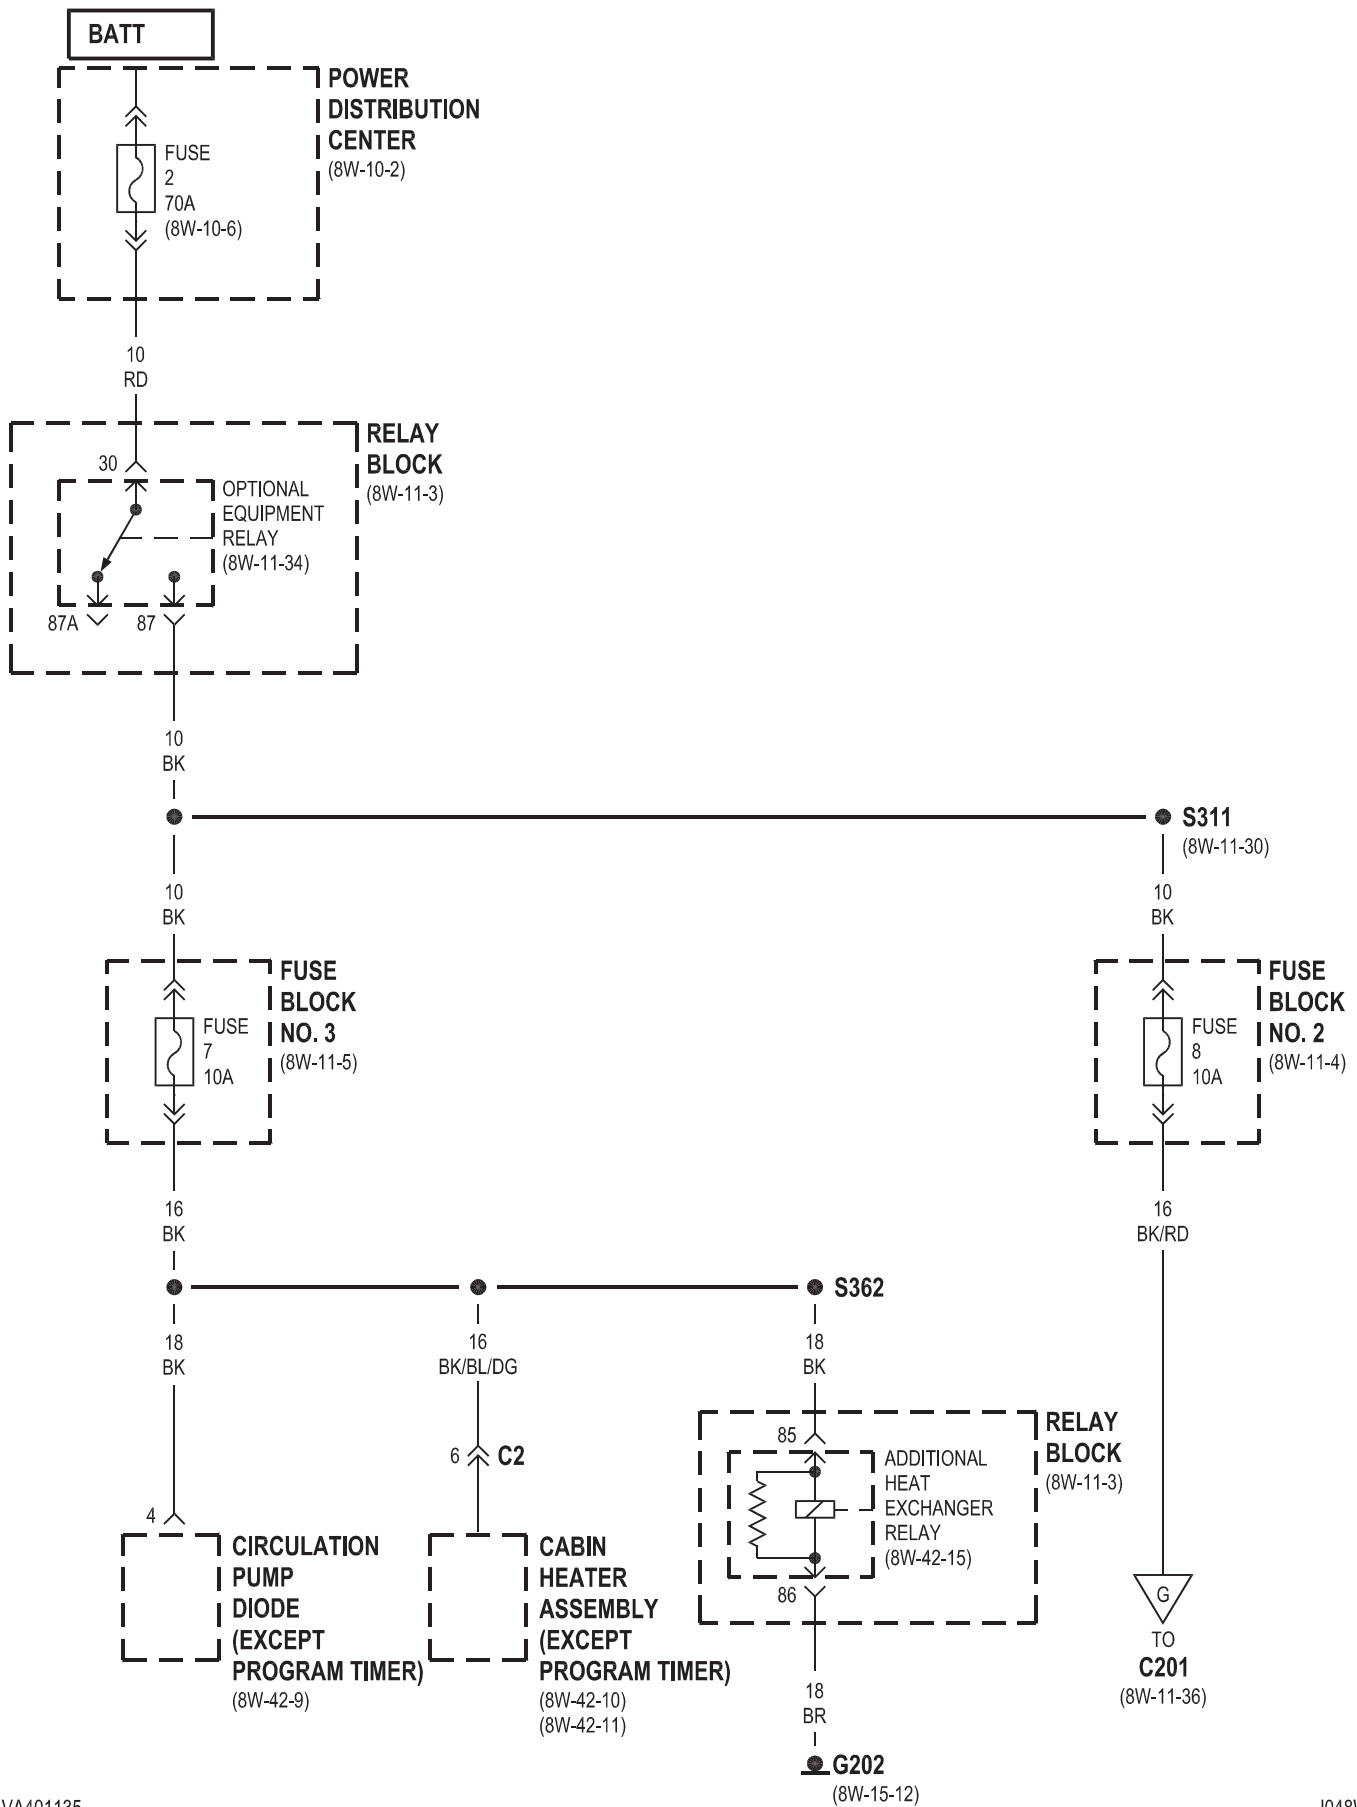 BATT
POWER
DISTRIBUTION
CENTER
(8W-10-2)
FUSE
2
70A
(8W-10-6)
10
RD
RELAY
BLOCK
(8W-11-3)
30
OPTIONAL
EQUIPMENT
RELAY
(8W-11-34)
87A
87
10
BK
S311
(8W-11-30)
10
BK
10
BK
FUSE
BLOCK
NO. 3
(8W-11-5)
FUSE
7
10A
FUSE
BLOCK
NO. 2
(8W-11-4)
FUSE
8
10A
16
BK
16
BK/RD
S362
18
BK
16
BK/BL/DG
18
BK
RELAY
BLOCK
(8W-11-3)
85
6
C2
ADDITIONAL
HEAT
EXCHANGER
RELAY
(8W-42-15)
86
4
CIRCULATION
PUMP
DIODE
(EXCEPT
PROGRAM TIMER)
(8W-42-9)
CABIN
HEATER
ASSEMBLY
(EXCEPT
PROGRAM TIMER)
(8W-42-10)
(8W-42-11)
G
TO
C201
(8W-11-36)
18
BR
G202
(8W-15-12)